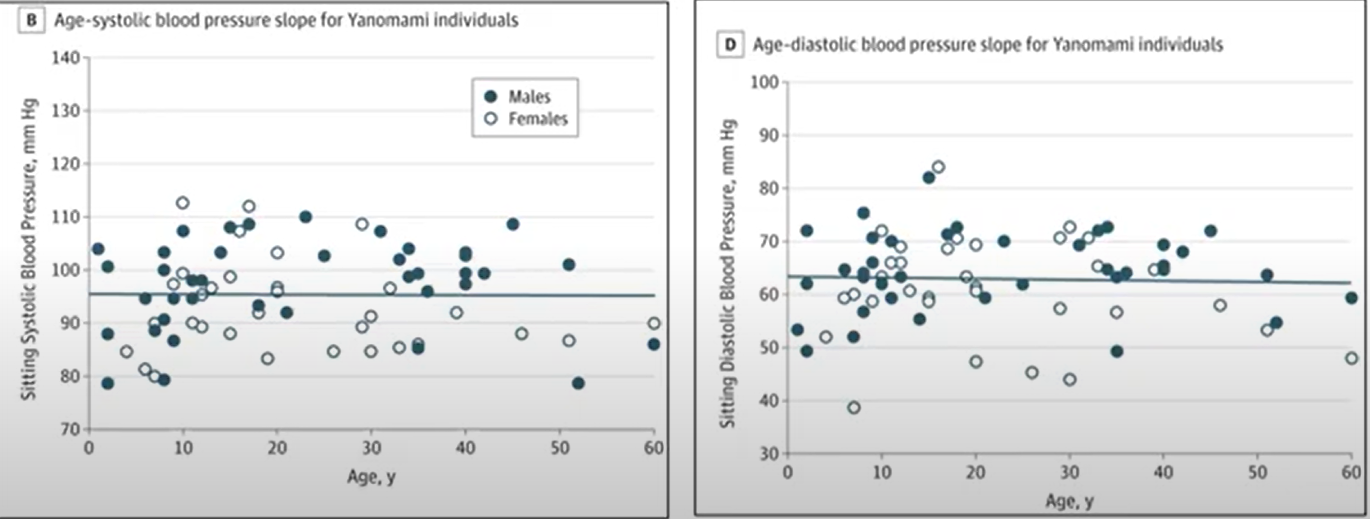 B Age-systolic blood pressure slope for Yanomami individuals
140
130
120
110
100
90
80
70
Sitting Systolic Blood Pressure, mm Hg
Males
Females
0 10 20 30 40 50 60
Age, y
D Age-diastolic blood pressure slope for Yanomami individuals
100
90
80
70
60
50
40
30
Sitting Diastolic Blood Pressure, mm Hg
0 10 20 30 40 50 60
Age, y